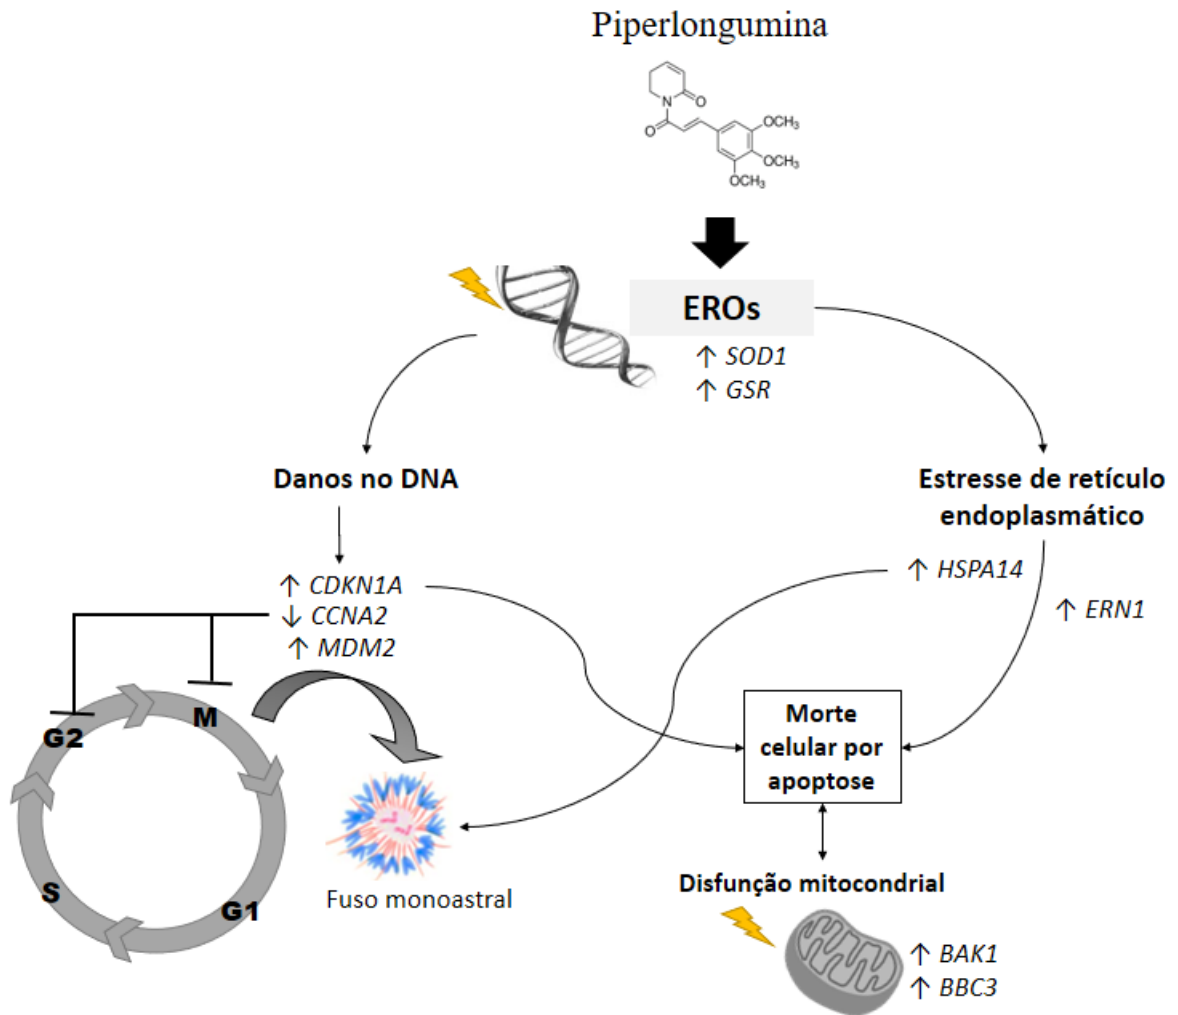 Piperlongumina
N
O
O
OCH3
OCH3
OCH3
EROs
↑ SOD1
↑ GSR
Danos no DNA
Estresse de retículo
endoplasmático
↑ CDKN1A
↓ CCNA2
↑ MDM2
↑ HSPA14
↑ ERN1
G2
M
S
G1
Fuso monoastral
Morte
celular por
apoptose
Disfunção mitocondrial
↑ BAK1
↑ BBC3